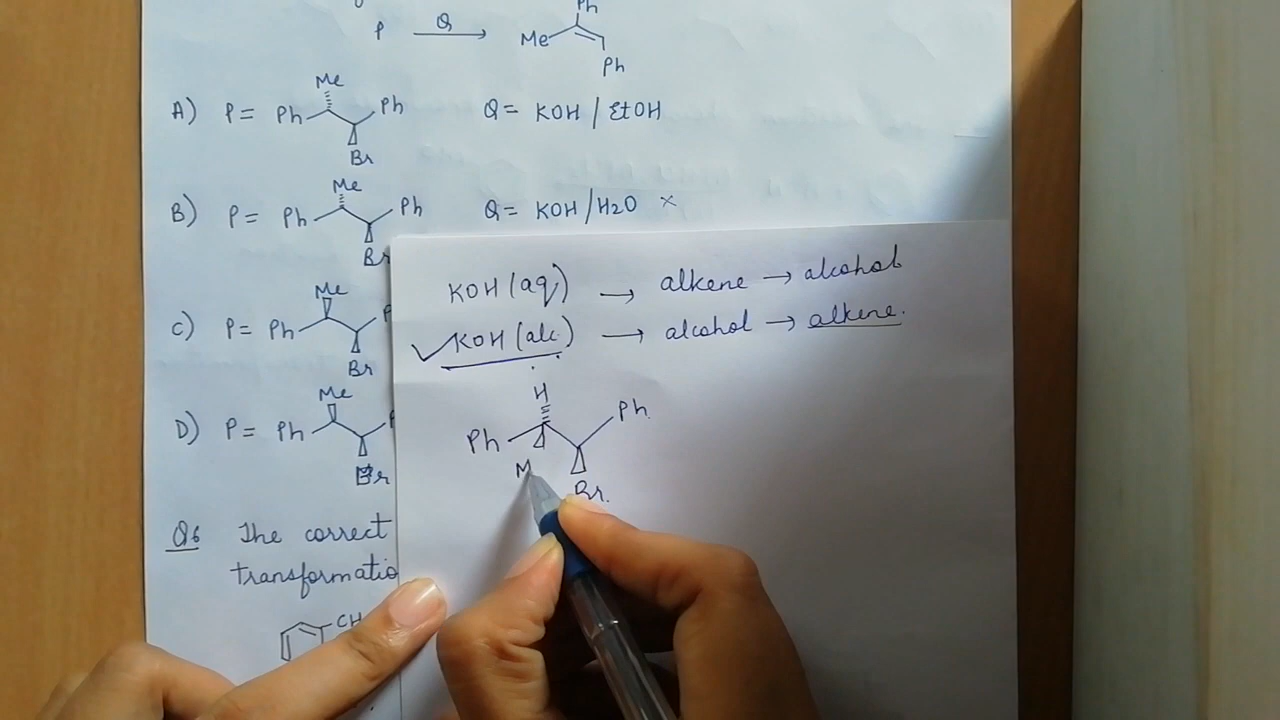 Ph
P Q Me
Ph
Me
A) P= Ph Ph Q= KOH / EtOH
Br
Me
B) P= Ph Ph Q= KOH / H2O ×
Br
KOH (aq) → alkene → alcohol
Me
C) P= Ph
✓KOH (alc) → alcohol → alkene.
Br
H
Me
Ph.
D) P= Ph
Ph
M
Br
Br.
Q6 The correct
transformatio
CH